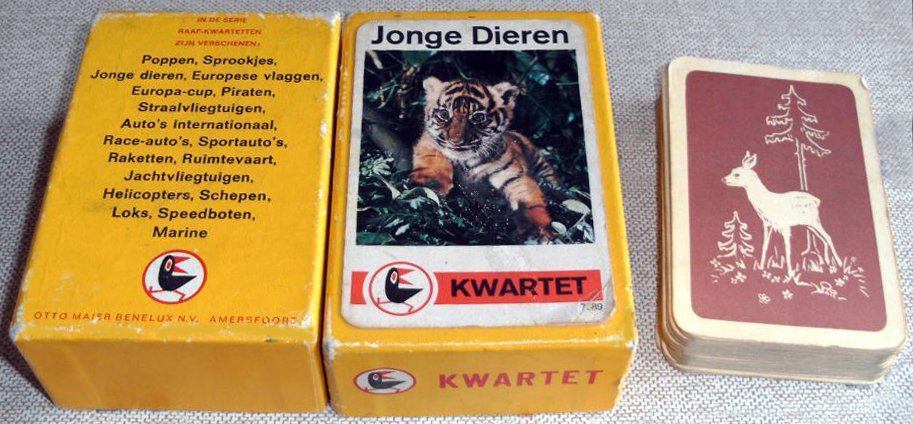 IN DE SERIE
RAAF-KWARTETTEN
ZIJN VERSCHENEN:
Poppen, Sprookjes,
Jonge dieren, Europese vlaggen,
Europa-cup, Piraten,
Straalvliegtuigen,
Auto's internationaal,
Race-auto's, Sportauto's,
Raketten, Ruimtevaart,
Jachtvliegtuigen,
Helicopters, Schepen,
Loks, Speedboten,
Marine
OTTO MAIER BENELUX N.V. AMERSFOORT
Jonge Dieren
KWARTET
KWARTET